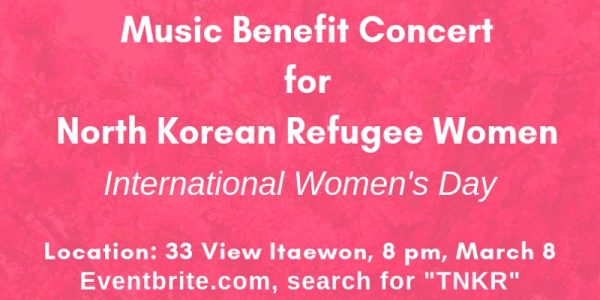 Music Benefit Concert
for
North Korean Refugee Women
International Women's Day
Location: 33 View Itaewon, 8 pm, March 8
Eventbrite.com, search for "TNKR"